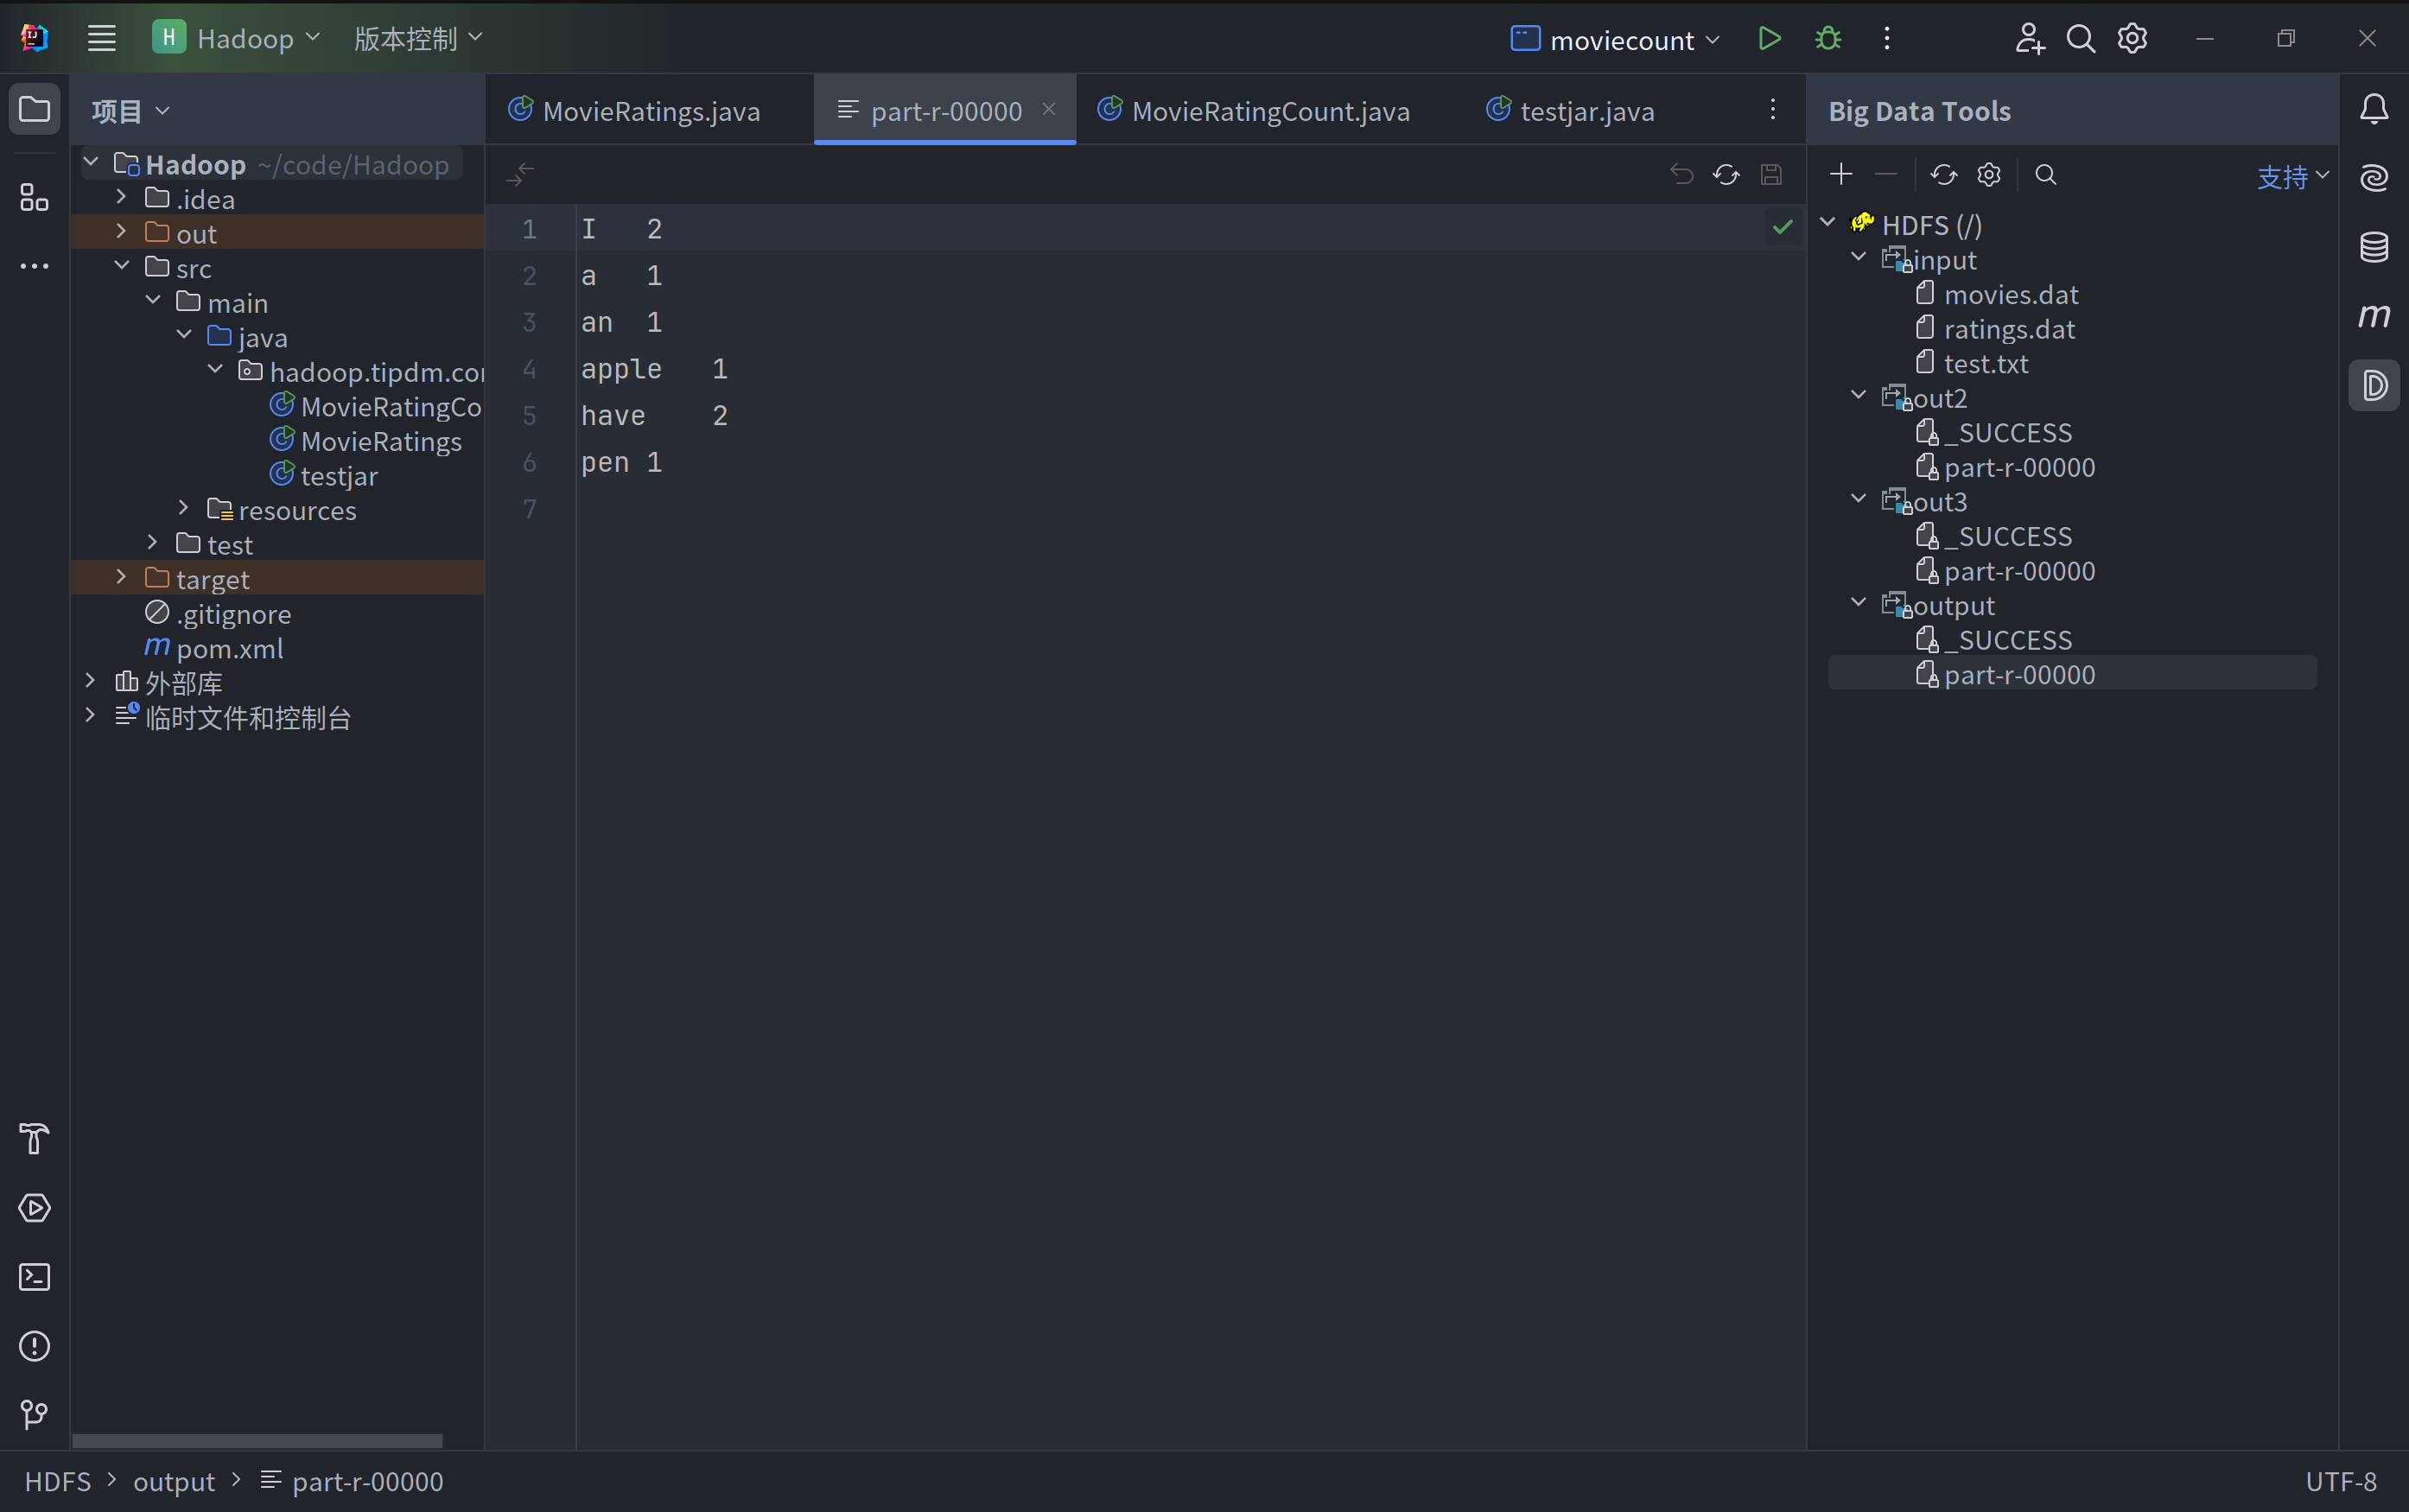 H Hadoop 版本控制 moviecount
项目
MovieRatings.java part-r-00000 MovieRatingCount.java testjar.java
Big Data Tools
支持
Hadoop ~/code/Hadoop
.idea
out
src
main
java
hadoop.tipdm.co
MovieRatingCo
MovieRatings
testjar
resources
test
target
.gitignore
pom.xml
外部库
临时文件和控制台
1 I 2
2 a 1
3 an 1
4 apple 1
5 have 2
6 pen 1
7
HDFS (/)
input
movies.dat
ratings.dat
test.txt
out2
_SUCCESS
part-r-00000
out3
_SUCCESS
part-r-00000
output
_SUCCESS
part-r-00000
HDFS > output > part-r-00000
UTF-8